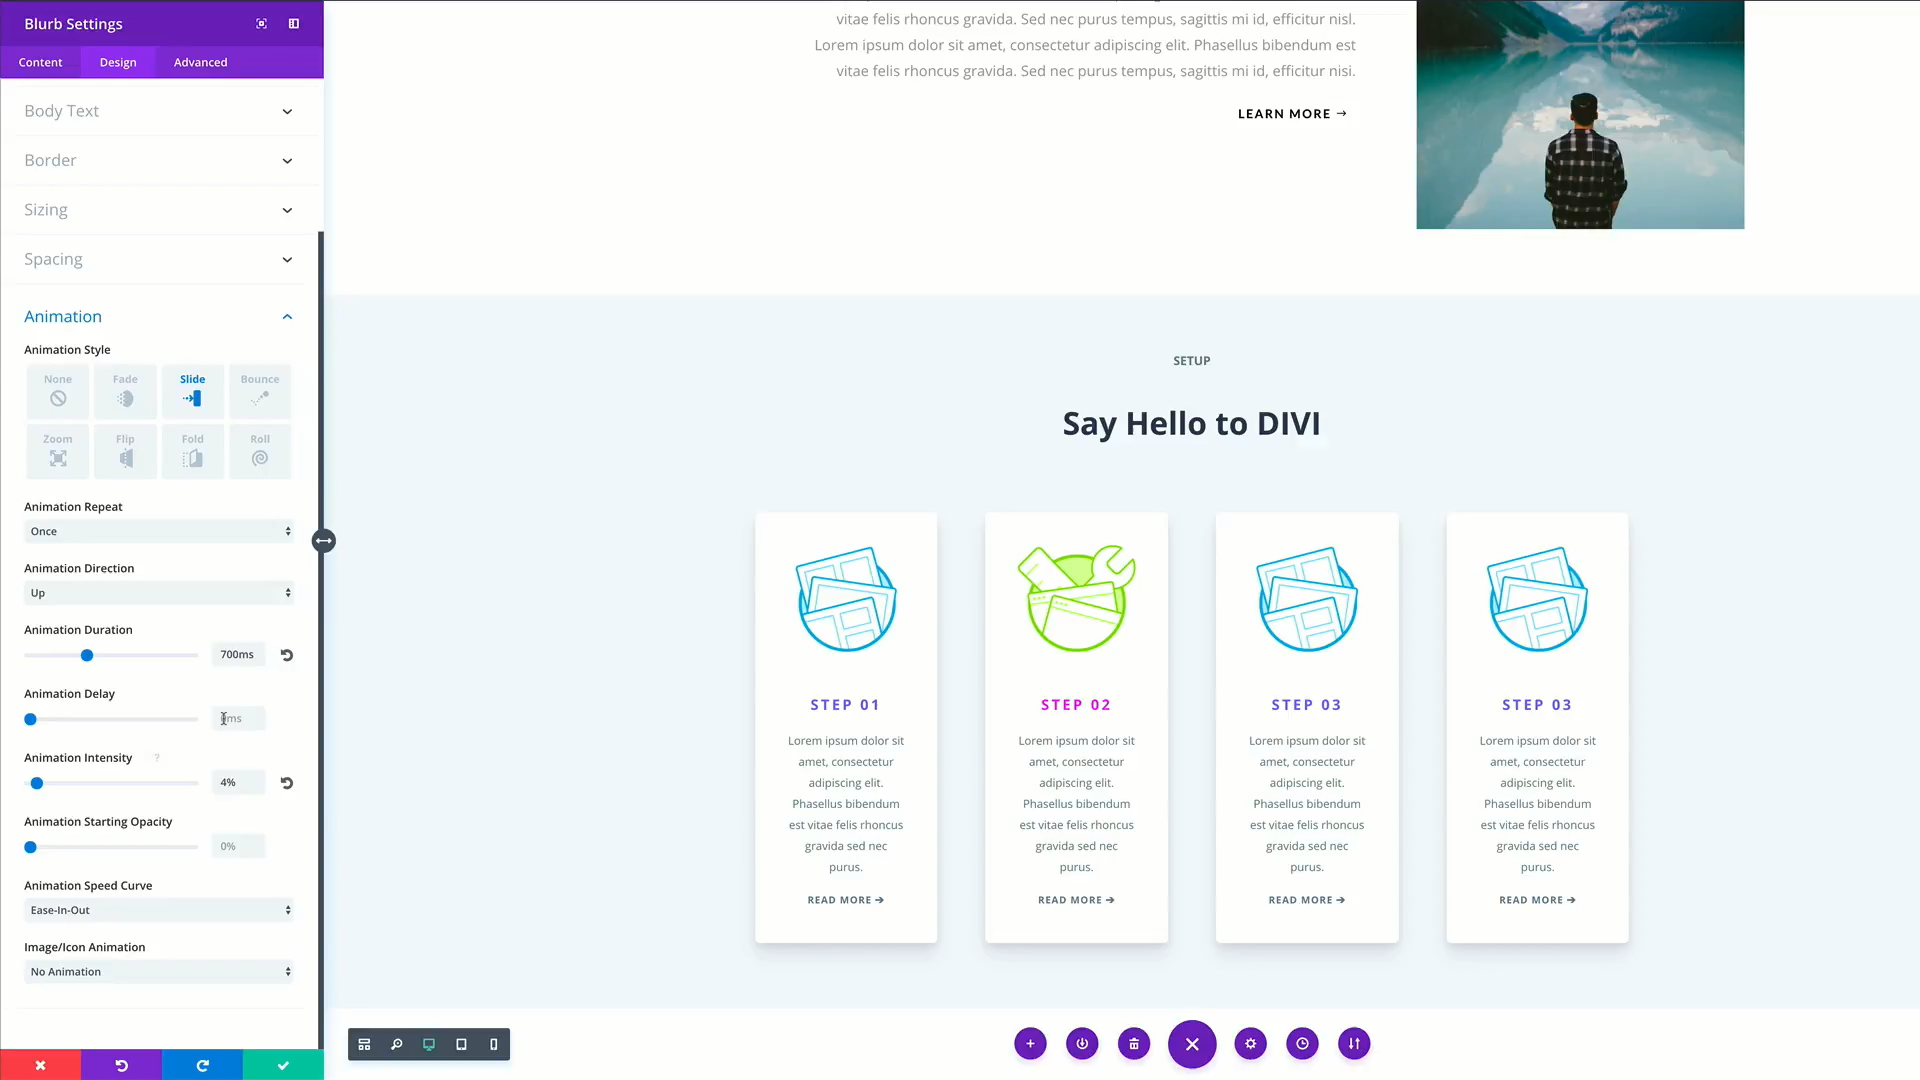 Blurb Settings
Content
Design
Advanced
Body Text
Border
Sizing
Spacing
Animation
Animation Style
None
Fade
Slide
Bounce
Zoom
Flip
Fold
Roll
Animation Repeat
Once
Animation Direction
Up
Animation Duration
700ms
Animation Delay
ms
Animation Intensity
?
4%
Animation Starting Opacity
0%
Animation Speed Curve
Ease-In-Out
Image/Icon Animation
No Animation
vitae felis rhoncus gravida. Sed nec purus tempus, sagittis mi id, efficitur nisl.
Lorem ipsum dolor sit amet, consectetur adipiscing elit. Phasellus bibendum est
vitae felis rhoncus gravida. Sed nec purus tempus, sagittis mi id, efficitur nisi.
LEARN MORE →
SETUP
Say Hello to DIVI
STEP 01
Lorem ipsum dolor sit
amet, consectetur
adipiscing elit.
Phasellus bibendum
est vitae felis rhoncus
gravida sed nec
purus.
READ MORE →
STEP 02
Lorem ipsum dolor sit
amet, consectetur
adipiscing elit.
Phasellus bibendum
est vitae felis rhoncus
gravida sed nec
purus.
READ MORE →
STEP 03
Lorem ipsum dolor sit
amet, consectetur
adipiscing elit.
Phasellus bibendum
est vitae felis rhoncus
gravida sed nec
purus.
READ MORE →
STEP 03
Lorem ipsum dolor sit
amet, consectetur
adipiscing elit.
Phasellus bibendum
est vitae felis rhoncus
gravida sed nec
purus.
READ MORE →